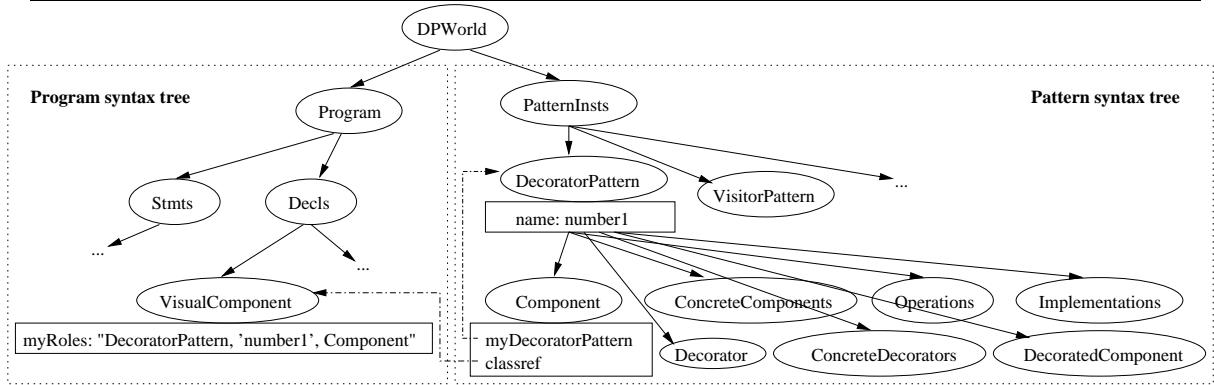 DPWorld
Program syntax tree
Pattern syntax tree
Program
PatternInsts
Stmts
Decls
DecoratorPattern
VisitorPattern
...
name: number1
...
...
VisualComponent
Component
ConcreteComponents
Operations
Implementations
myRoles: "DecoratorPattern, 'number1', Component"
myDecoratorPattern
classref
Decorator
ConcreteDecorators
DecoratedComponent